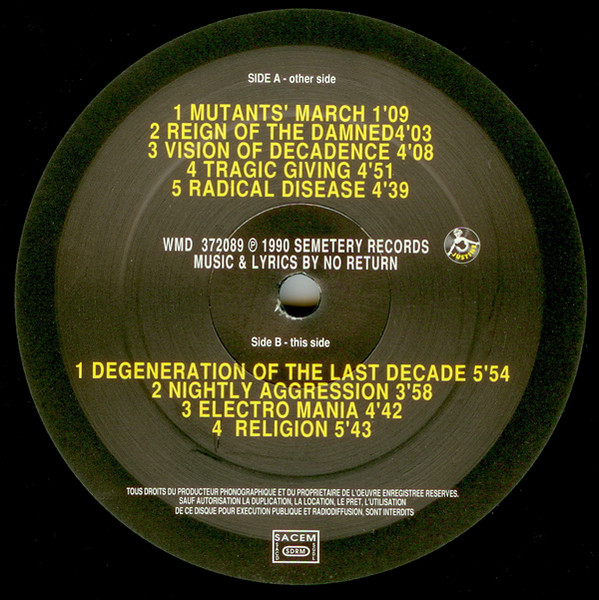 SIDE A - other side
1 MUTANTS' MARCH 1'09
2 REIGN OF THE DAMNED4'03
3 VISION OF DECADENCE 4'08
4 TRAGIC GIVING 4'51
5 RADICAL DISEASE 4'39
WMD 372089 ℗ 1990 SEMETERY RECORDS
MUSIC & LYRICS BY NO RETURN
JUSTINE
Side B - this side
1 DEGENERATION OF THE LAST DECADE 5'54
2 NIGHTLY AGGRESSION 3'58
3 ELECTRO MANIA 4'42
4 RELIGION 5'43
TOUS DROITS DU PRODUCTEUR PHONOGRAPHIQUE ET DU PROPRIETAIRE DE L'OEUVRE ENREGISTREE RESERVES.
SAUF AUTORISATION LA DUPLICATION, LA LOCATION, LE PRET, L'UTILISATION
DE CE DISQUE POUR EXECUTION PUBLIQUE ET RADIODIFFUSION, SONT INTERDITS
SACEM
SDRM